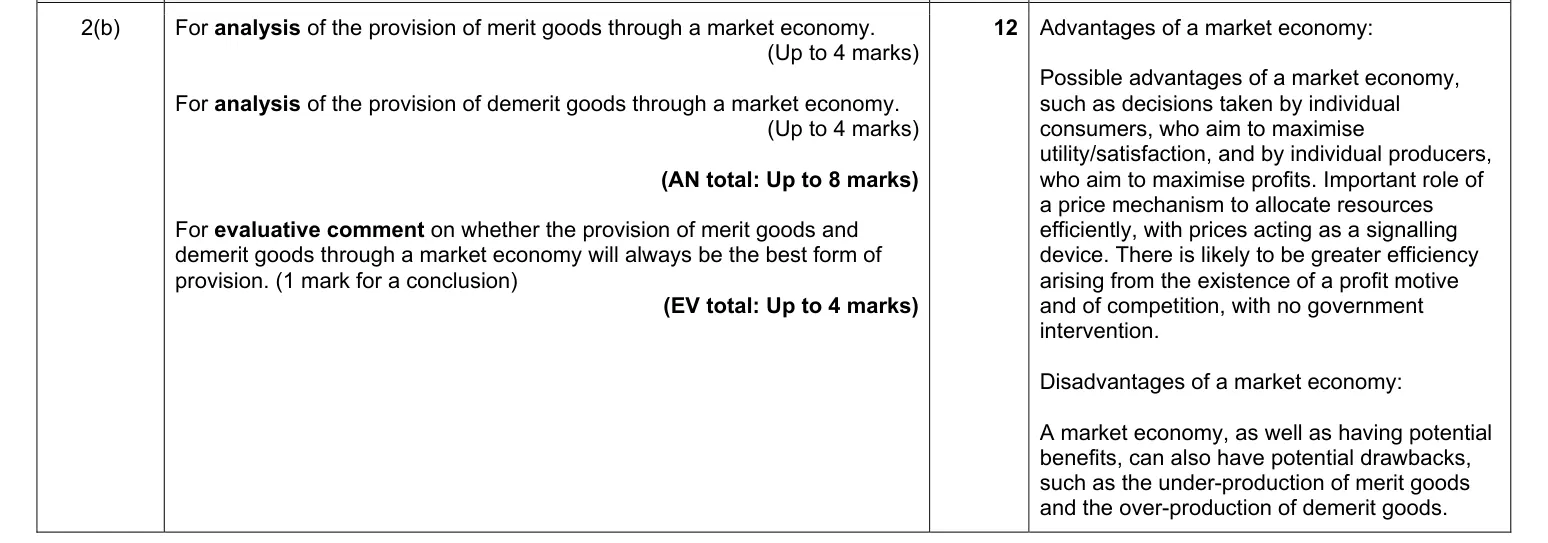 2(b)
For analysis of the provision of merit goods through a market economy.
(Up to 4 marks)
For analysis of the provision of demerit goods through a market economy.
(Up to 4 marks)
(AN total: Up to 8 marks)
For evaluative comment on whether the provision of merit goods and
demerit goods through a market economy will always be the best form of
provision. (1 mark for a conclusion)
(EV total: Up to 4 marks)
12
Advantages of a market economy:
Possible advantages of a market economy,
such as decisions taken by individual
consumers, who aim to maximise
utility/satisfaction, and by individual producers,
who aim to maximise profits. Important role of
a price mechanism to allocate resources
efficiently, with prices acting as a signalling
device. There is likely to be greater efficiency
arising from the existence of a profit motive
and of competition, with no government
intervention.
Disadvantages of a market economy:
A market economy, as well as having potential
benefits, can also have potential drawbacks,
such as the under-production of merit goods
and the over-production of demerit goods.